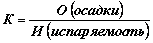 К = О (осадки) / И (испаряемость)